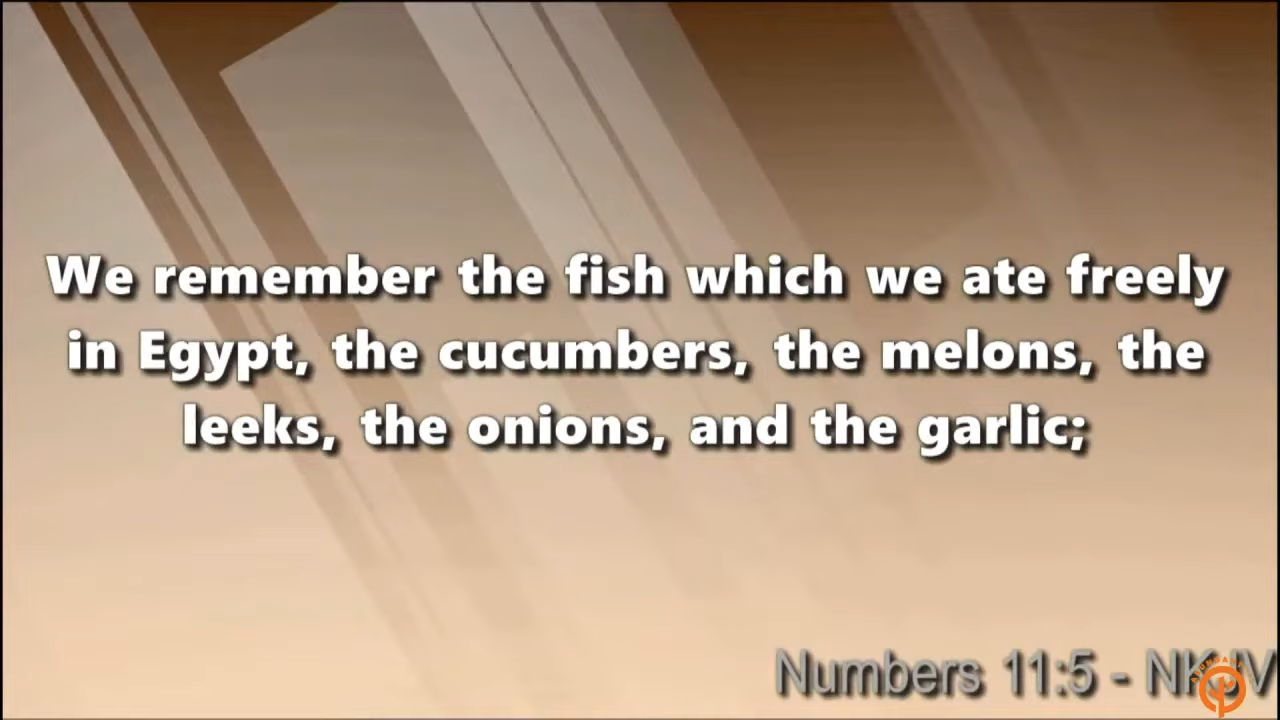 We remember the fish which we ate freely
in Egypt, the cucumbers, the melons, the
leeks, the onions, and the garlic;
Numbers 11:5 - NKJV